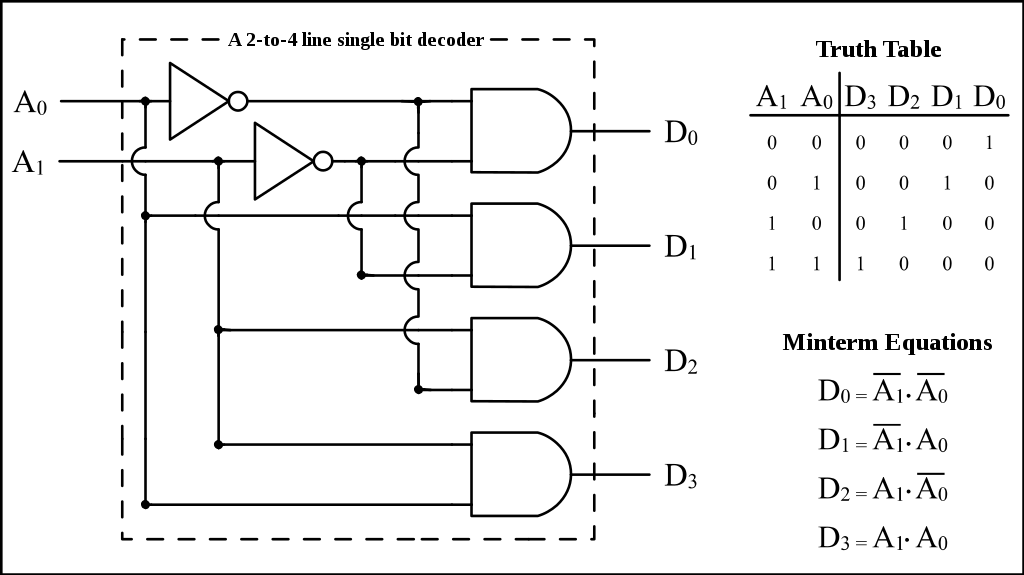 A 2-to-4 line single bit decoder
A₀
A₁
D₀
D₁
D₂
D₃
Truth Table
A₁ A₀ D₃ D₂ D₁ D₀
0 0 0 0 0 1
0 1 0 0 1 0
1 0 0 1 0 0
1 1 1 0 0 0
Minterm Equations
D₀ = A̅₁·A̅₀
D₁ = A̅₁·A₀
D₂ = A₁·A̅₀
D₃ = A₁·A₀